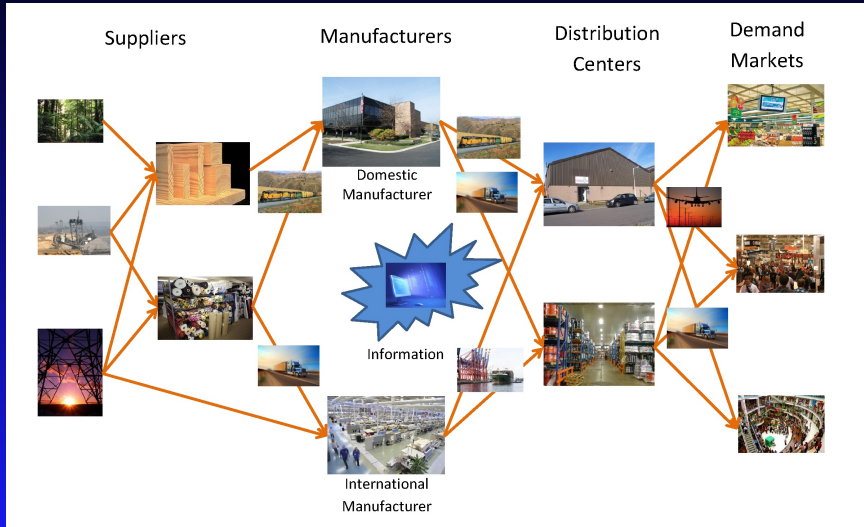 Suppliers
Manufacturers
Distribution
Centers
Demand
Markets
Domestic
Manufacturer
Information
International
Manufacturer